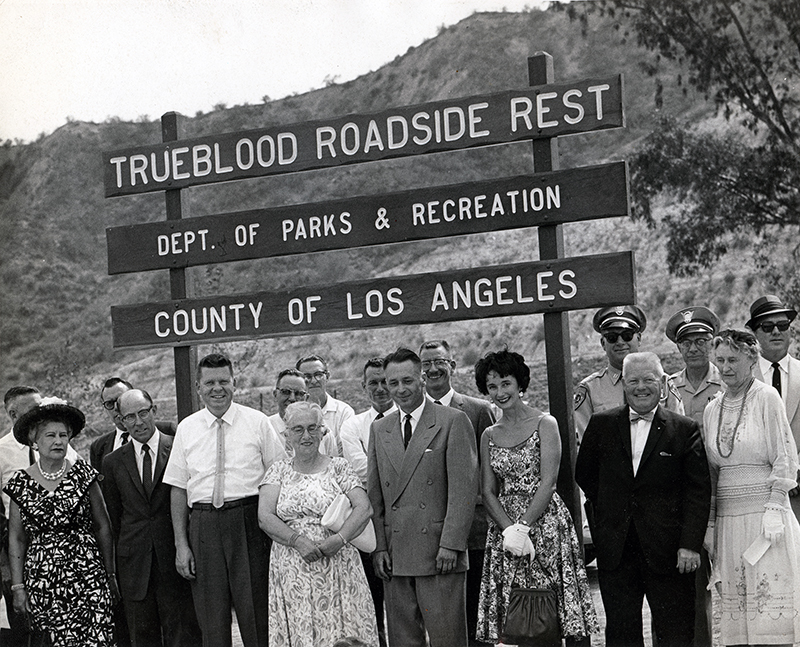 TRUEBLOOD ROADSIDE REST
DEPT. OF PARKS & RECREATION
COUNTY OF LOS ANGELES